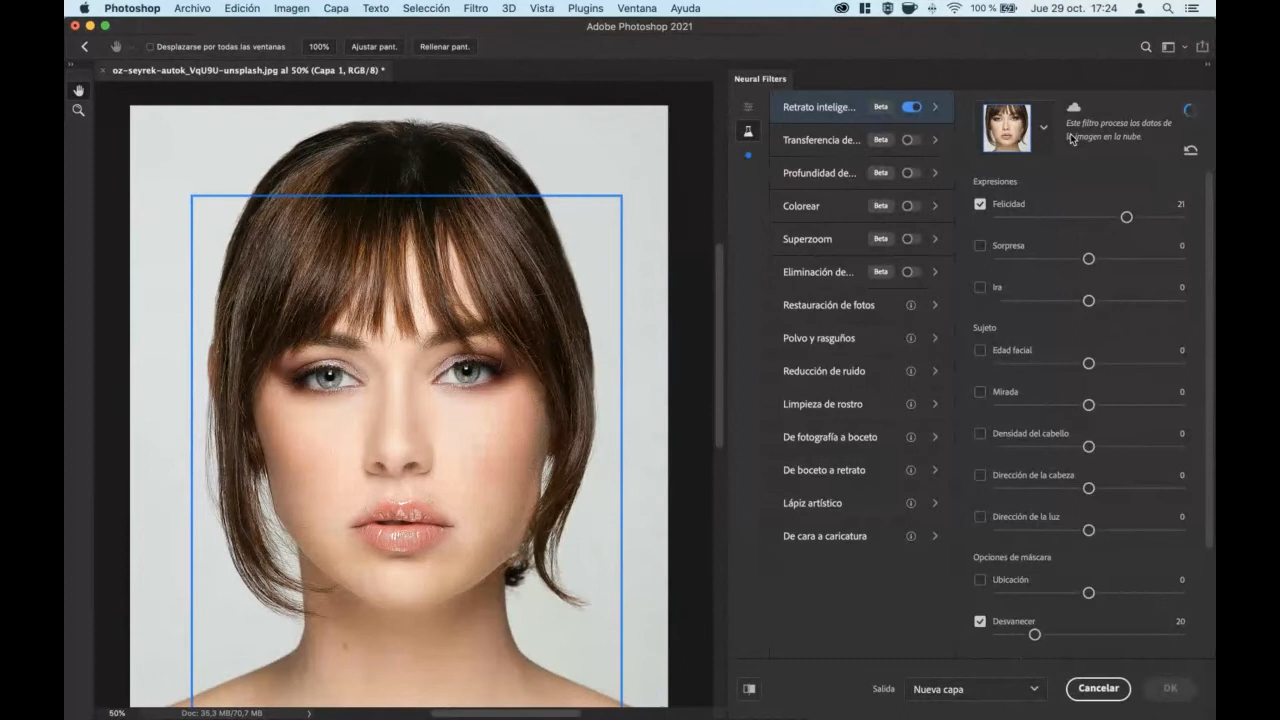 Photoshop Archivo Edición Imagen Capa Texto Selección Filtro 3D Vista Plugins Ventana Ayuda 100 % Jue 29 oct. 17:24
Adobe Photoshop 2021
Desplazarse por todas las ventanas 100% Ajustar pant. Rellenar pant.
oz-seyrek-autok_VqU9U-unsplash.jpg al 50% (Capa 1, RGB/8) *
Neural Filters
Retrato intelige... Beta
Transferencia de... Beta
Profundidad de... Beta
Colorear Beta
Superzoom Beta
Eliminación de... Beta
Restauración de fotos
Polvo y rasguños
Reducción de ruido
Limpieza de rostro
De fotografía a boceto
De boceto a retrato
Lápiz artístico
De cara a caricatura
Este filtro procesa los datos de
la imagen en la nube.
Expresiones
Felicidad 21
Sorpresa 0
Ira 0
Sujeto
Edad facial 0
Mirada 0
Densidad del cabello 0
Dirección de la cabeza 0
Dirección de la luz 0
Opciones de máscara
Ubicación 0
Desvanecer 20
Salida Nueva capa Cancelar OK
50% Doc: 35,3 MB/70,7 MB